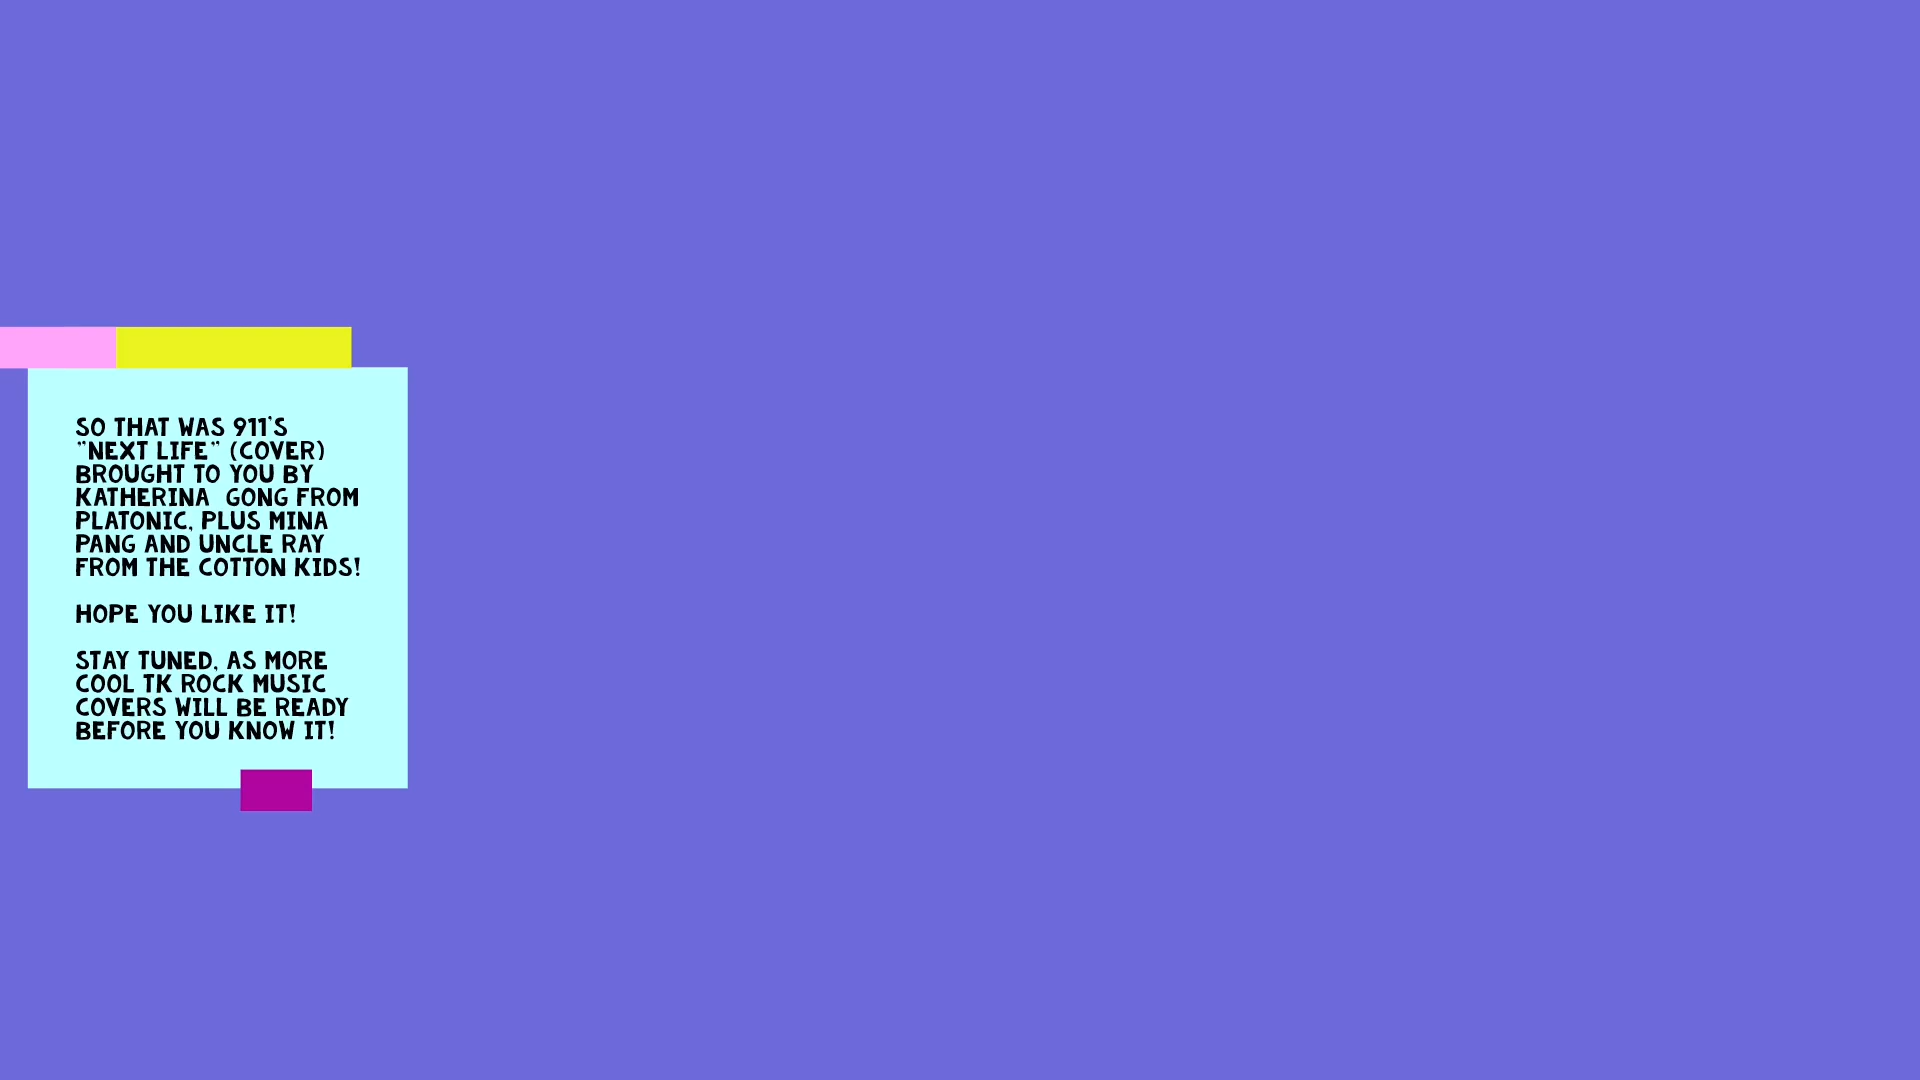 SO THAT WAS 911'S
"NEXT LIFE" (COVER)
BROUGHT TO YOU BY
KATHERINA  GONG FROM
PLATONIC, PLUS MINA
PANG AND UNCLE RAY
FROM THE COTTON KIDS!
HOPE YOU LIKE IT!
STAY TUNED, AS MORE
COOL TK ROCK MUSIC
COVERS WILL BE READY
BEFORE YOU KNOW IT!